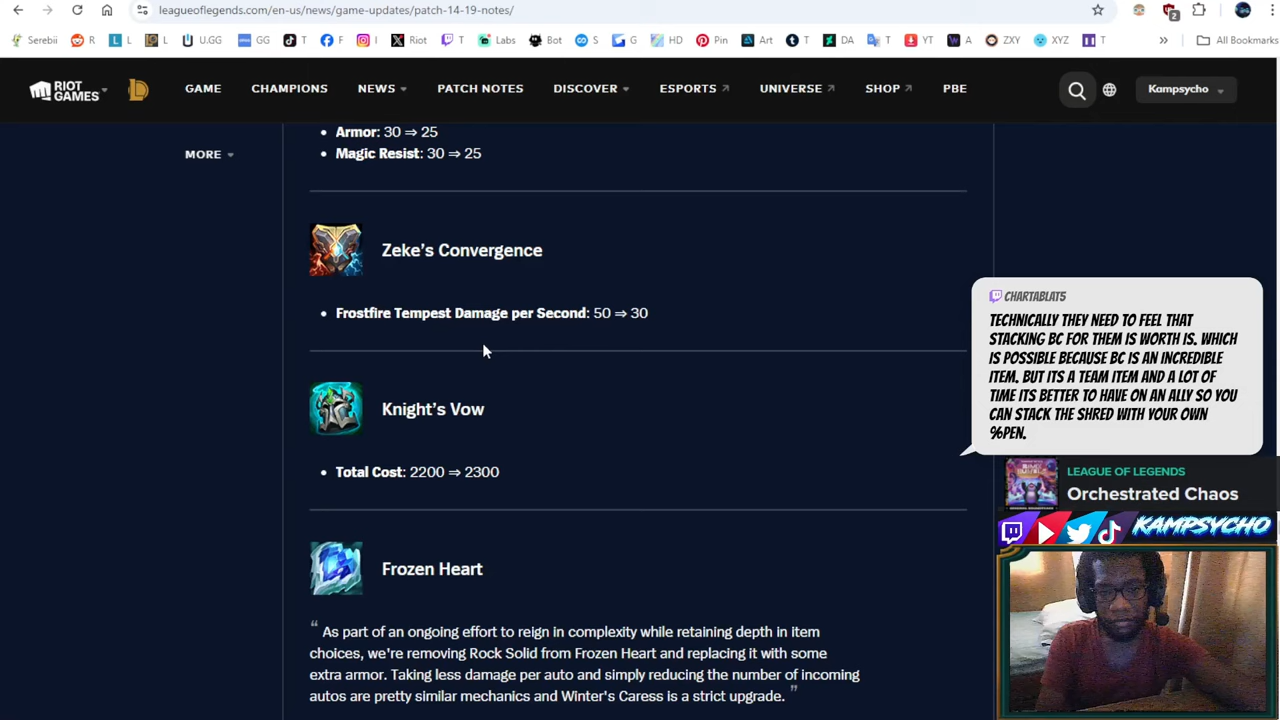 leagueoflegends.com/en-us/news/game-updates/patch-14-19-notes/
Serebii R L L U.GG GG T F I Riot T Labs Bot S G HD Pin Art T DA T YT A ZXY XYZ T » All Bookmarks
2
RIOT GAMES GAME CHAMPIONS NEWS PATCH NOTES DISCOVER ESPORTS UNIVERSE SHOP PBE Kampsycho
MORE
• Armor: 30 ⇒ 25
• Magic Resist: 30 ⇒ 25
Zeke’s Convergence
• Frostfire Tempest Damage per Second: 50 ⇒ 30
Knight’s Vow
• Total Cost: 2200 ⇒ 2300
Frozen Heart
“ As part of an ongoing effort to reign in complexity while retaining depth in item
choices, we're removing Rock Solid from Frozen Heart and replacing it with some
extra armor. Taking less damage per auto and simply reducing the number of incoming
autos are pretty similar mechanics and Winter's Caress is a strict upgrade. ”
CHARTABLAT5
TECHNICALLY THEY NEED TO FEEL THAT
STACKING BC FOR THEM IS WORTH IS. WHICH
IS POSSIBLE BECAUSE BC IS AN INCREDIBLE
ITEM. BUT ITS A TEAM ITEM AND A LOT OF
TIME ITS BETTER TO HAVE ON AN ALLY SO YOU
CAN STACK THE SHRED WITH YOUR OWN
%PEN.
LEAGUE OF LEGENDS
Orchestrated Chaos
KAMPSYCHO